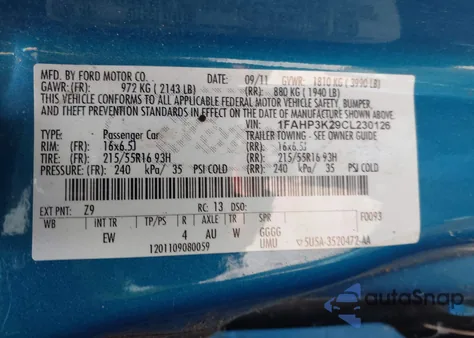 MFD. BY FORD MOTOR CO. DATE: 09/11 GVWR: 1810 KG (3990 LB)
GAWR:(FR): 972 KG (2143 LB) (RR): 880 KG (1940 LB)
THIS VEHICLE CONFORMS TO ALL APPLICABLE FEDERAL MOTOR VEHICLE SAFETY, BUMPER,
AND THEFT PREVENTION STANDARDS IN EFFECT ON THE DATE OF MANUFACTURE SHOWN ABOVE.
VIN: 1FAHP3K29CL230126
TYPE: Passenger Car TRAILER TOWING - SEE OWNER GUIDE
RIM: (FR): 16x6.5J (RR): 16x6.5J
TIRES: (FR): 215/55R16 93H (RR): 215/55R16 93H
PRESSURE: (FR): 240 kPa/ 35 PSI COLD (RR): 240 kPa/ 35 PSI COLD
EXT PNT: Z9 RC: 13 DSO: F0093
WB INT TR TP/PS R AXLE TR SPR
EW 4 AU W GGGG
UMU 5U5A-3520472-AA
1201109080059
autoSnap